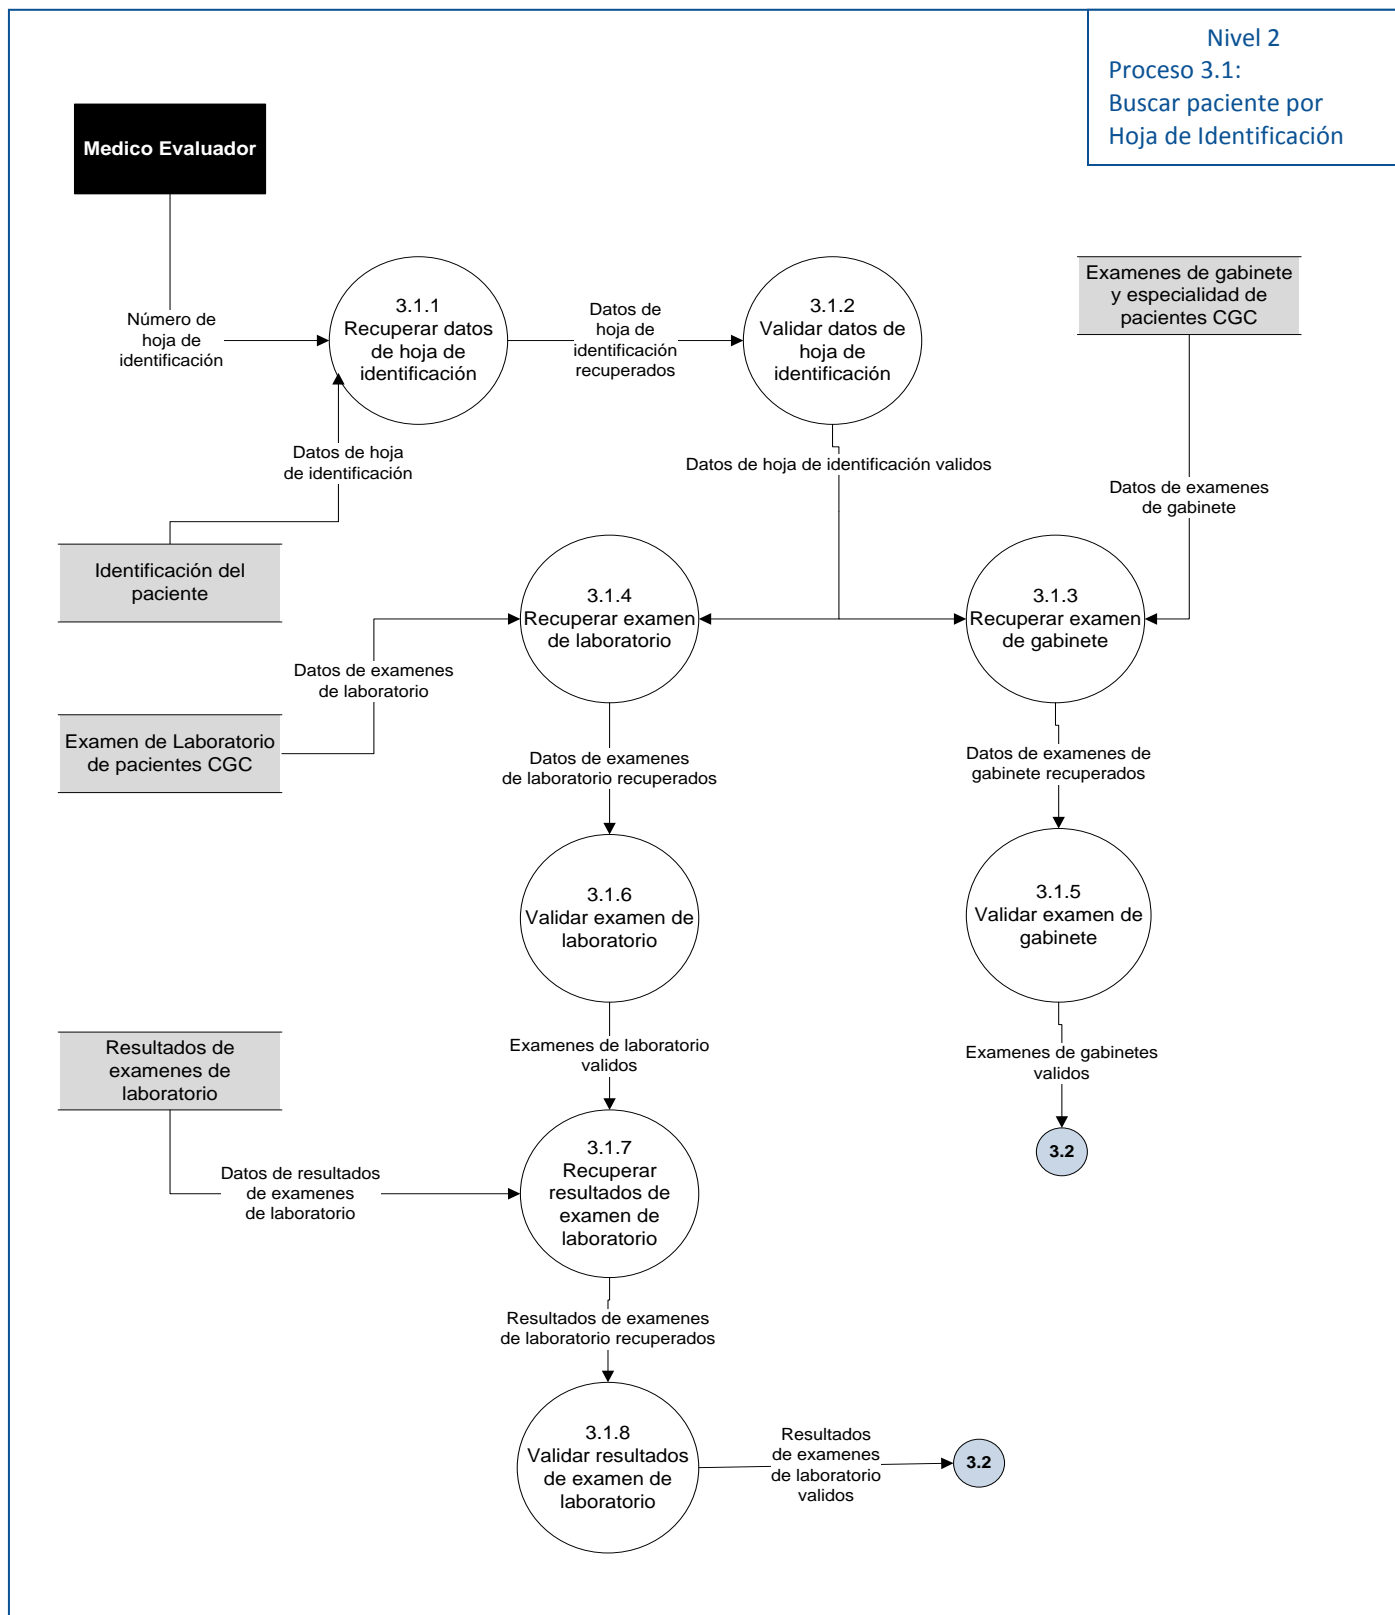 Nivel 2
Proceso 3.1:
Buscar paciente por
Hoja de Identificación
Medico Evaluador
Número de
hoja de
identificación
3.1.1
Recuperar datos
de hoja de
identificación
Datos de
hoja de
identificación
recuperados
3.1.2
Validar datos de
hoja de
identificación
Examenes de gabinete
y especialidad de
pacientes CGC
Datos de hoja
de identificación
Datos de hoja de identificación validos
Datos de examenes
de gabinete
Identificación del
paciente
3.1.4
Recuperar examen
de laboratorio
3.1.3
Recuperar examen
de gabinete
Datos de examenes
de laboratorio
Examen de Laboratorio
de pacientes CGC
Datos de examenes
de laboratorio recuperados
Datos de examenes de
gabinete recuperados
3.1.6
Validar examen de
laboratorio
3.1.5
Validar examen de
gabinete
Resultados de
examenes de
laboratorio
Examenes de laboratorio
validos
Examenes de gabinetes
validos
3.2
Datos de resultados
de examenes
de laboratorio
3.1.7
Recuperar
resultados de
examen de
laboratorio
Resultados de examenes
de laboratorio recuperados
3.1.8
Validar resultados
de examen de
laboratorio
Resultados
de examenes
de laboratorio
validos
3.2